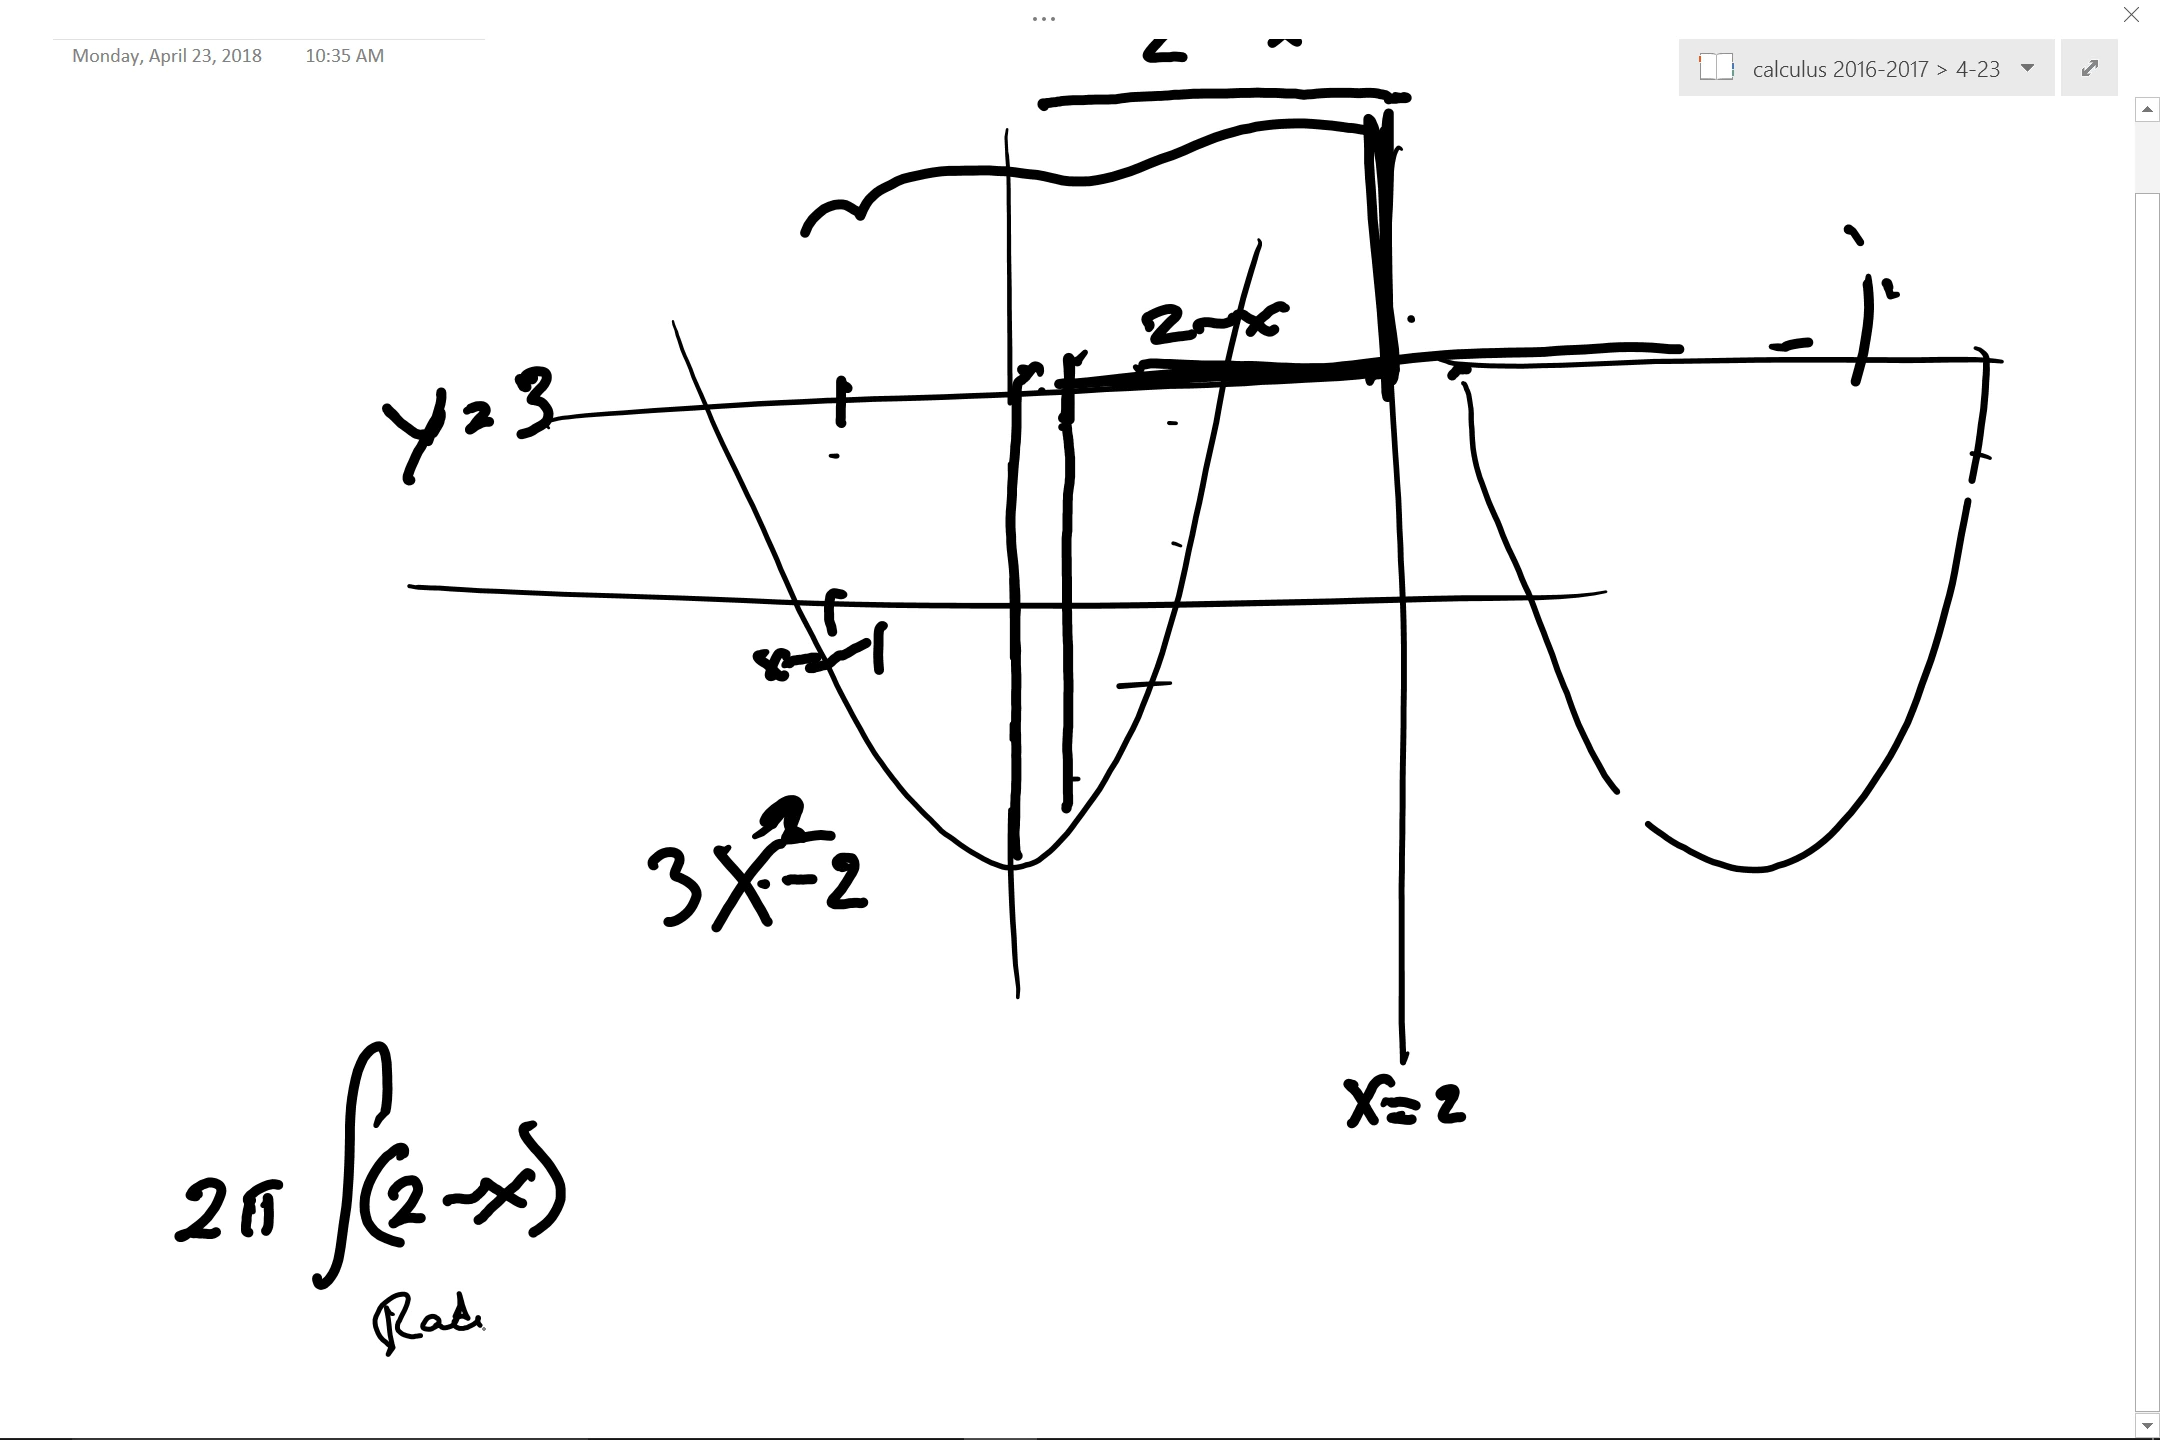 Monday, April 23, 2018 10:35 AM
calculus 2016-2017 > 4-23
2-x
y=3
x=-1
3x²-2
x=2
2π∫(2-x)